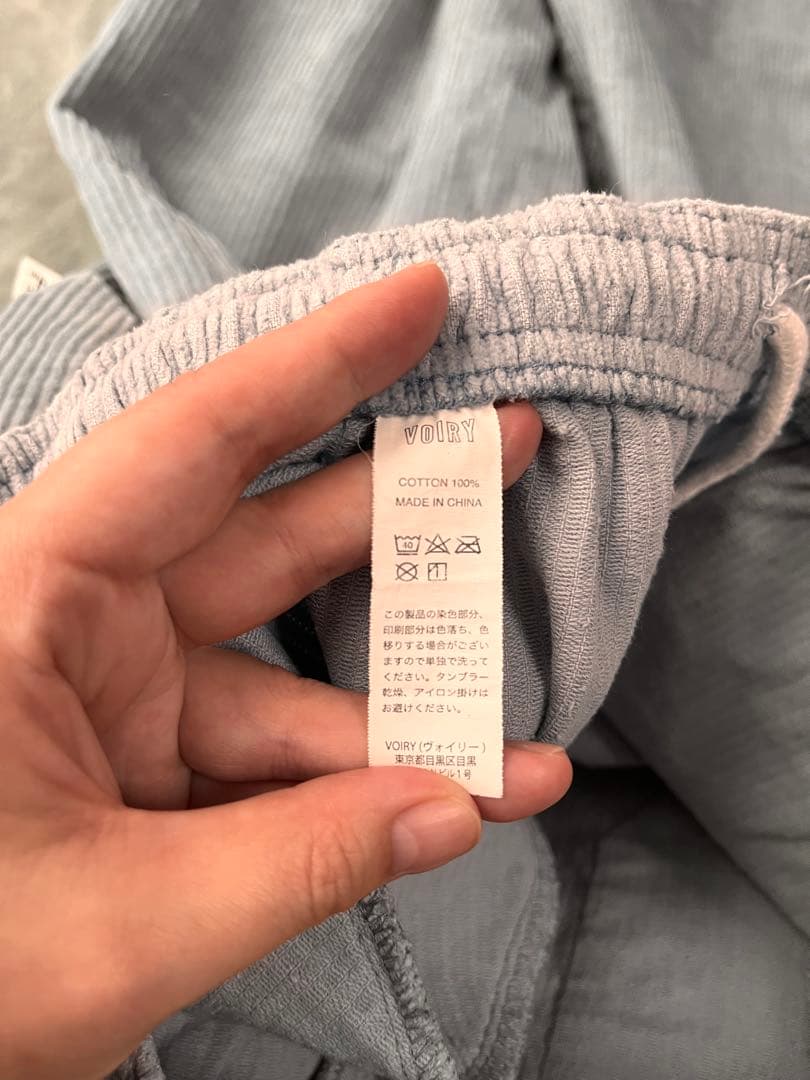 VOIRY
COTTON 100%
MADE IN CHINA
40
この製品の染色部分、
印刷部分は色落ち、色
移りする場合がござい
ますので単独で洗って
ください。タンブラー
乾燥、アイロン掛けは
お避けください。
VOIRY (ヴォイリー)
東京都目黒区目黒
ビル1号